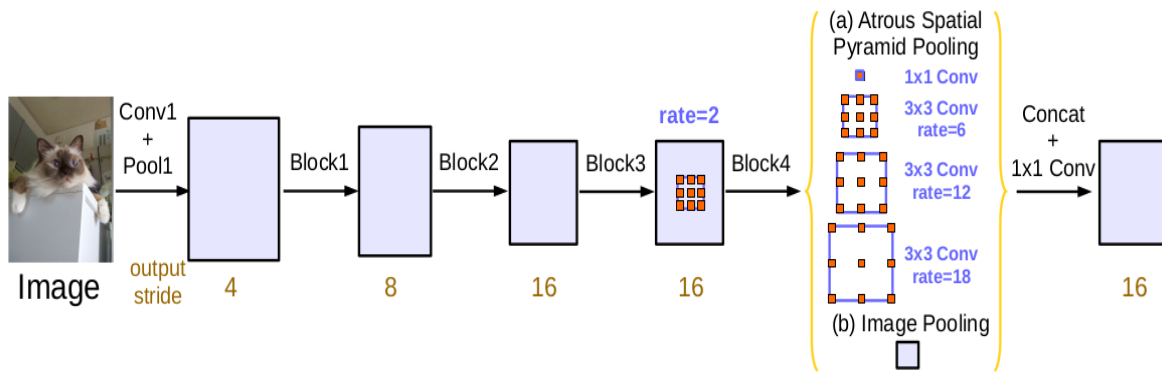 (a) Atrous Spatial
Pyramid Pooling
1x1 Conv
3x3 Conv
rate=6
3x3 Conv
rate=12
3x3 Conv
rate=18
(b) Image Pooling
Conv1
+
Pool1
Block1
Block2
Block3
rate=2
Block4
Concat
+
1x1 Conv
Image
output
stride
4
8
16
16
16